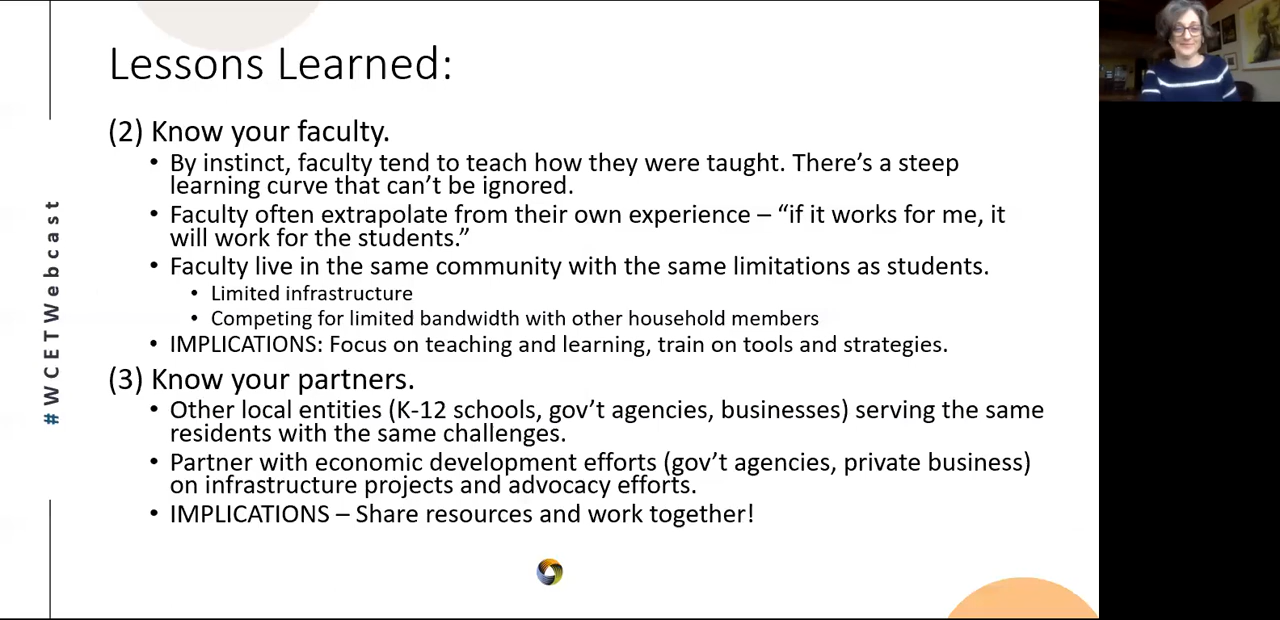 Lessons Learned:
(2) Know your faculty.
• By instinct, faculty tend to teach how they were taught. There’s a steep
learning curve that can’t be ignored.
• Faculty often extrapolate from their own experience – “if it works for me, it
will work for the students.”
• Faculty live in the same community with the same limitations as students.
• Limited infrastructure
• Competing for limited bandwidth with other household members
• IMPLICATIONS: Focus on teaching and learning, train on tools and strategies.
(3) Know your partners.
• Other local entities (K-12 schools, gov’t agencies, businesses) serving the same
residents with the same challenges.
• Partner with economic development efforts (gov’t agencies, private business)
on infrastructure projects and advocacy efforts.
• IMPLICATIONS – Share resources and work together!
#WCETWebcast